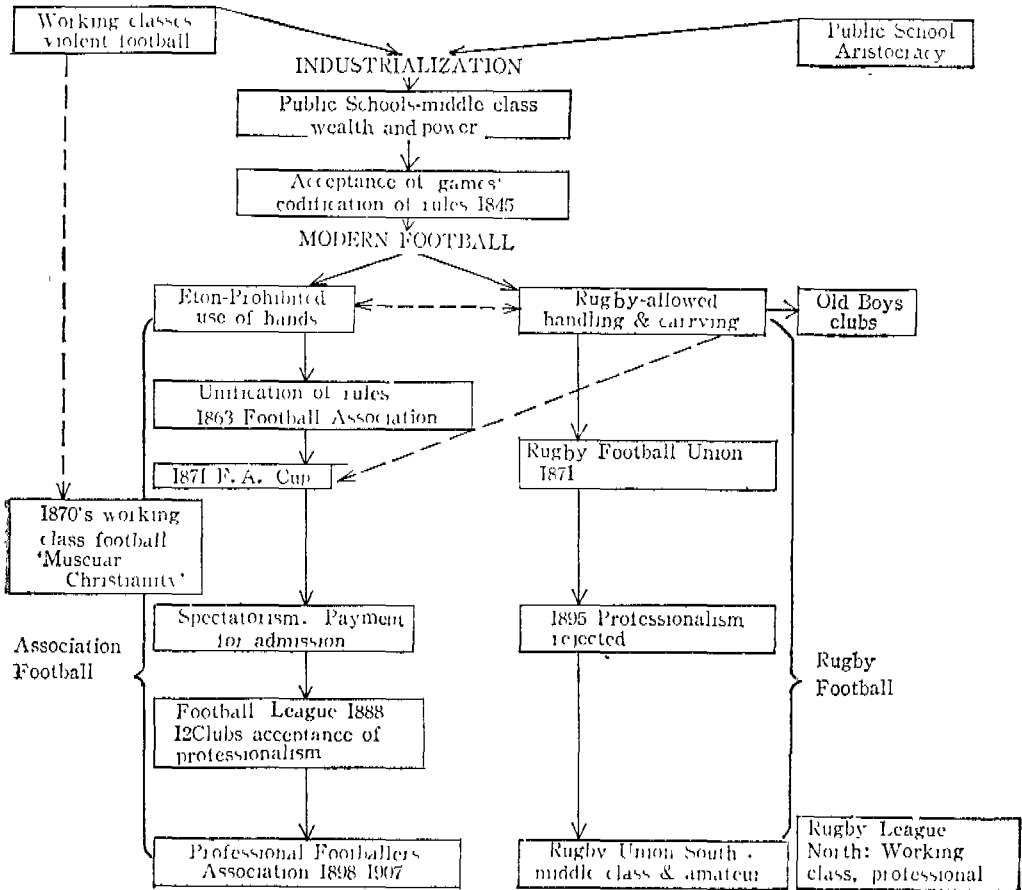 Working classes
violent football
Public School
Aristocracy
INDUSTRIALIZATION
Public Schools-middle class
wealth and power
Acceptance of games'
codification of rules 1845
MODERN FOOTBALL
Eton-Prohibited
use of hands
Rugby-allowed
handling & carrying
Old Boys
clubs
Unification of rules
1863 Football Association
1871 F.A. Cup
Rugby Football Union
1871
1870's working
class football
'Muscuar
Christianity'
Spectatorism. Payment
for admission
1895 Professionalism
rejected
Association
Football
Rugby
Football
Football League 1888
12Clubs acceptance of
professionalism
Professional Footballers
Association 1898 1907
Rugby Union South .
middle class & amateur
Rugby League
North: Working
class, professional